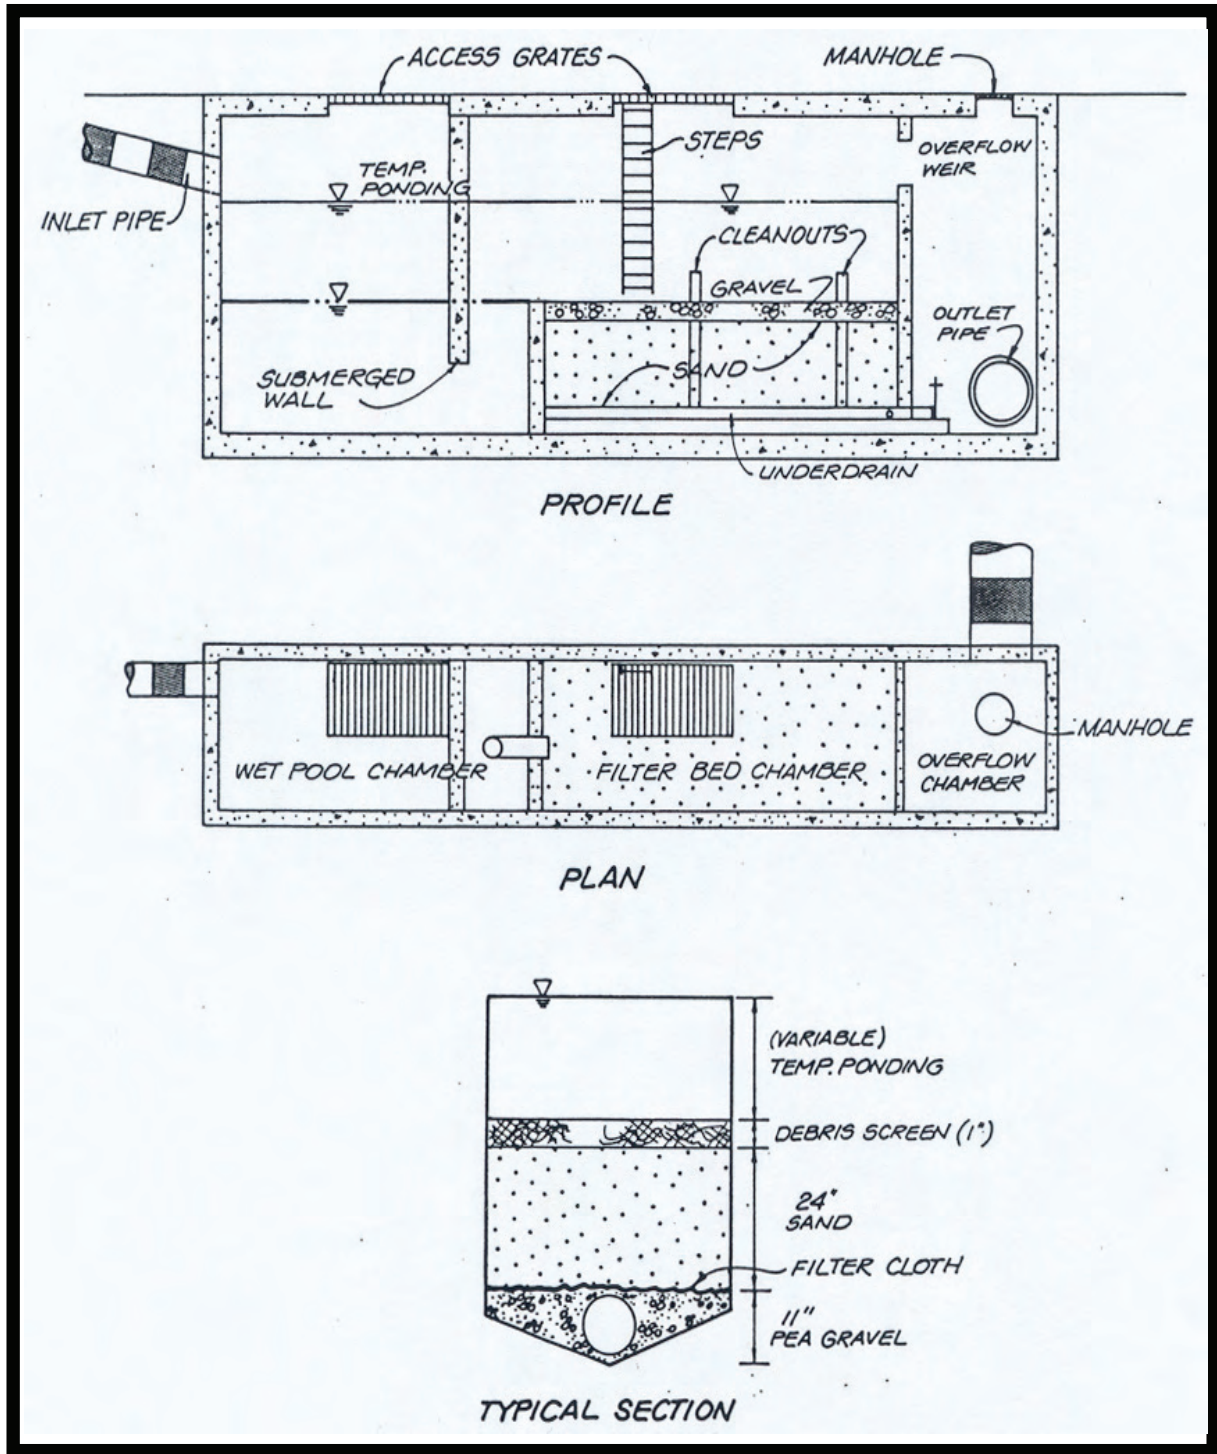 ACCESS GRATES
MANHOLE
STEPS
OVERFLOW
WEIR
TEMP.
PONDING
INLET PIPE
CLEANOUTS
GRAVEL
OUTLET
PIPE
SAND
SUBMERGED
WALL
UNDERDRAIN
PROFILE
MANHOLE
WET POOL CHAMBER
FILTER BED CHAMBER
OVERFLOW
CHAMBER
PLAN
(VARIABLE)
TEMP. PONDING
DEBRIS SCREEN (1")
24"
SAND
FILTER CLOTH
11"
PEA GRAVEL
TYPICAL SECTION